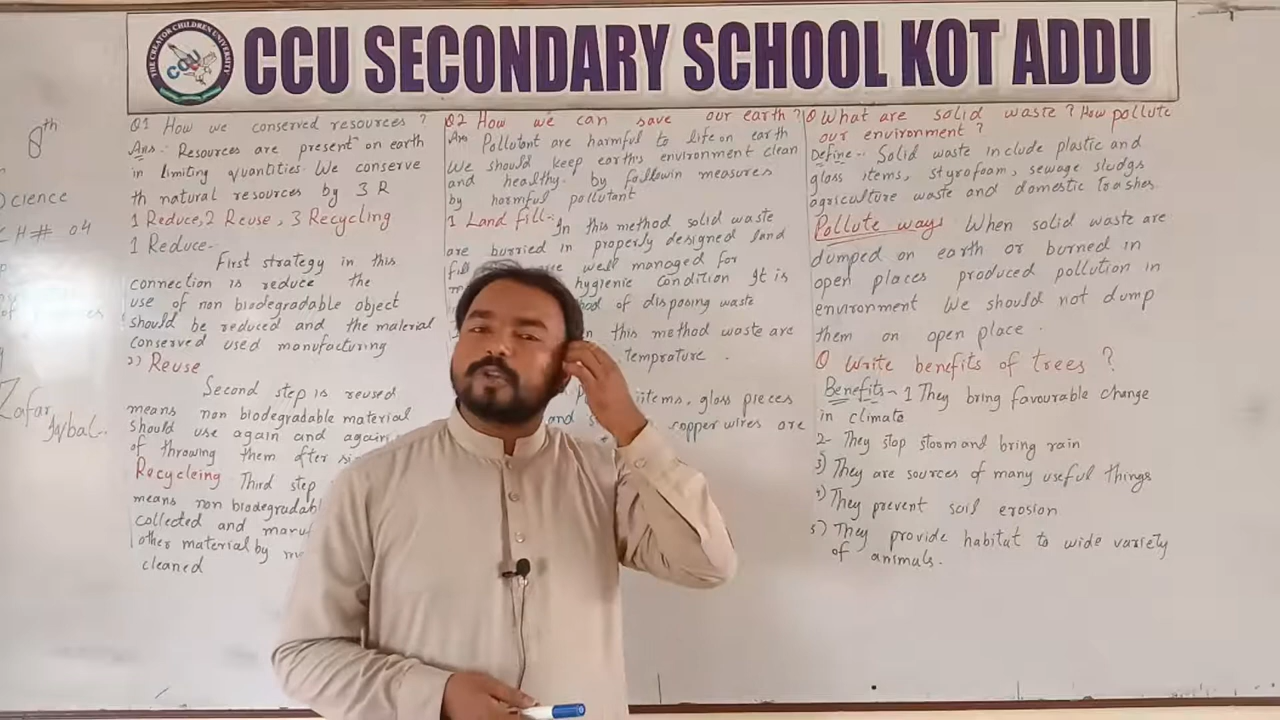 THE CREATOR CHILDREN UNIVERSITY
CCU
CCU SECONDARY SCHOOL KOT ADDU
8th
CH# 04
Zafar
Iqbal
Q1 How we conserved resources ?
Ans:- Resources are present on earth
in limiting quantities. We conserve
th natural resources by 3 R
1 Reduce, 2 Reuse, 3 Recycling
1 Reduce-
First strategy in this
connection is reduce the
use of non biodegradable object
should be reduced and the material
conserved used manufacturing
2) Reuse
Second step is reused
means non biodegradable material
should use again and again
of throwing them after
Recycleing Third step
means non
collected and
other material by
cleaned
Q2 How we can save our earth ?
Ans Pollutant are harmful to life on earth
We should keep earth's environment clean
and healthy. by followin measures
by harmful pollutant
1 Land fill-: In this method solid waste
are burried in properly designed land
well managed for
hygienic condition It is
of disposing waste
this method waste are
temprature .
items, glass pieces
and copper wires are
Q What are solid waste ? How pollute
our environment ?
Define-. Solid waste include plastic and
glass items, styrofoam, sewage sludgs
agriculture waste and domestic trashes.
Pollute ways When solid waste are
dumped on earth or burned in
open places produced pollution in
environment We should not dump
them on open place .
Q Write benefits of trees ?
Benefits- 1 They bring favourable change
in climate
2- They stop stoom and bring rain
3) They are sources of many useful things
4) They prevent soil erosion
5) They provide habitat to wide variety
of animals.